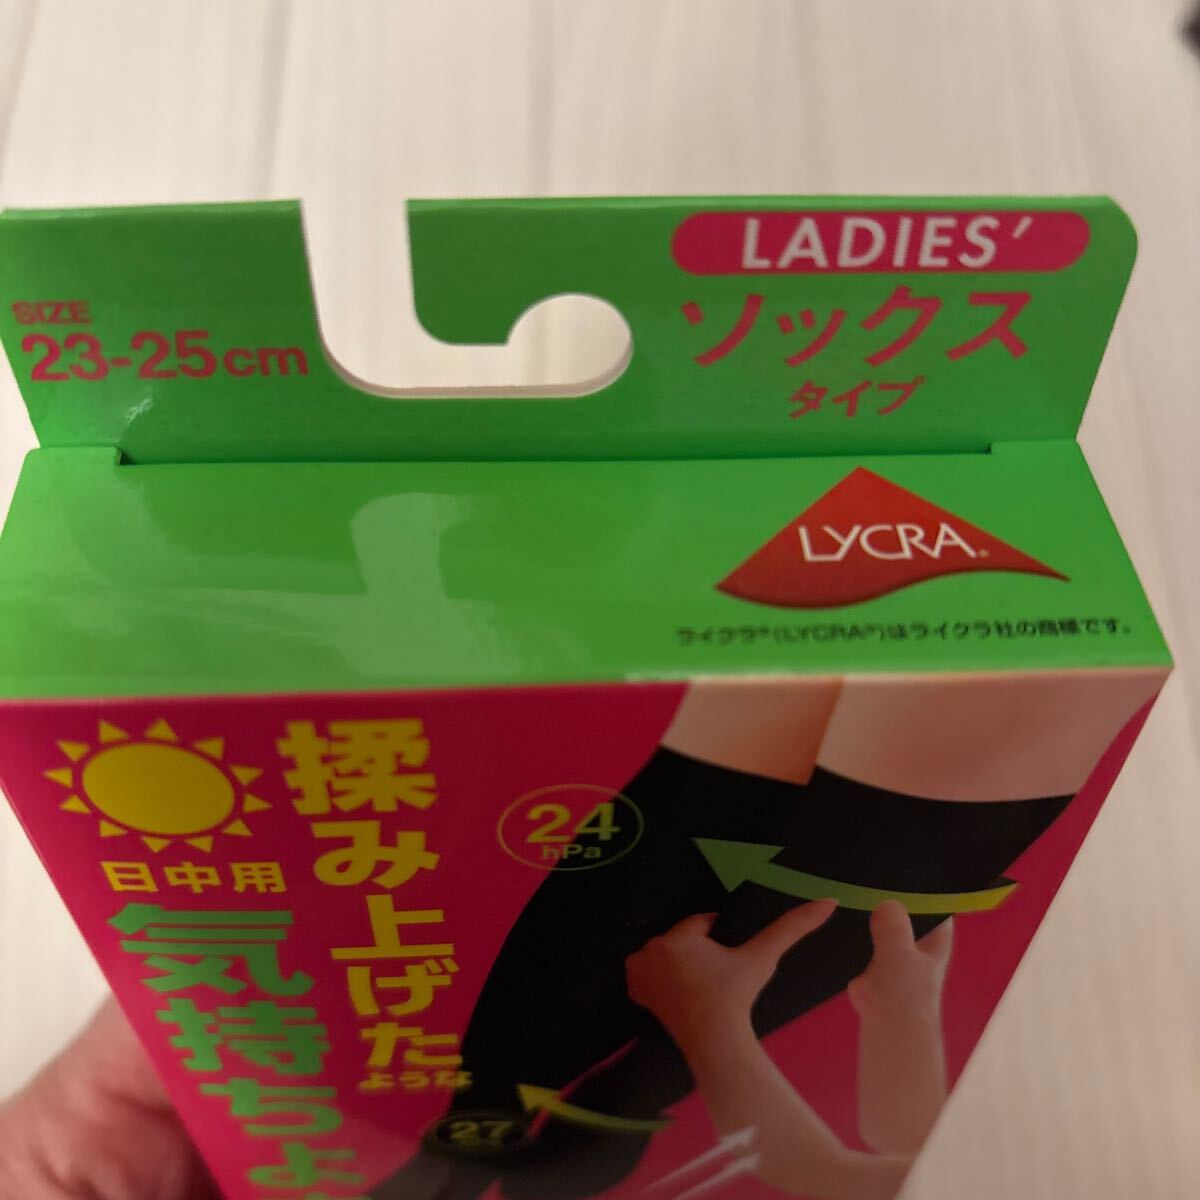 LADIES'
SIZE
23-25cm
ソックス
タイプ
LYCRA®
ライクラ®(LYCRA®)はライクラ社の商標です。
日中用
揉み上げた
ような
気持ちよ
24
hPa
27